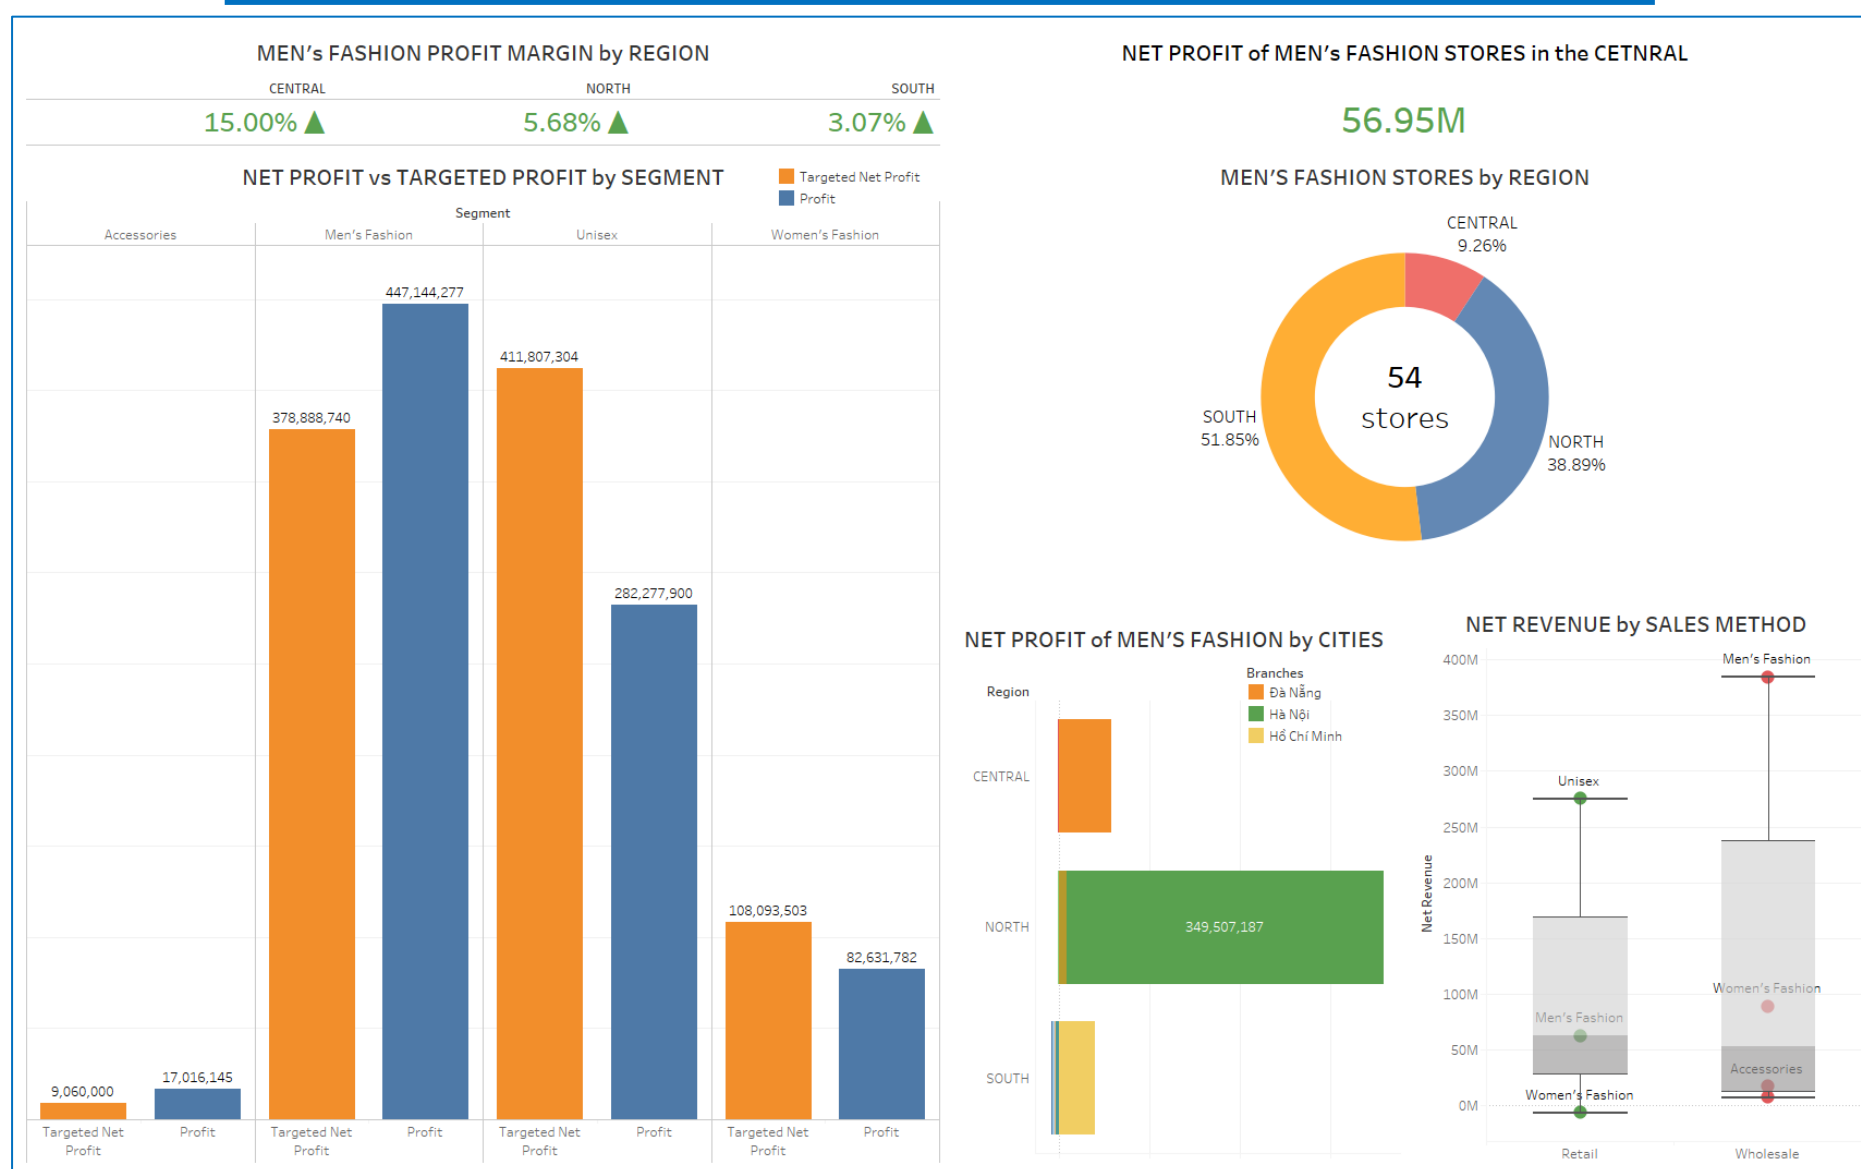 MEN's FASHION PROFIT MARGIN by REGION
CENTRAL NORTH SOUTH
15.00% ▲ 5.68% ▲ 3.07% ▲
NET PROFIT vs TARGETED PROFIT by SEGMENT
Targeted Net Profit
Profit
Segment
Accessories Men's Fashion Unisex Women's Fashion
447,144,277
411,807,304
378,888,740
282,277,900
108,093,503
82,631,782
17,016,145
9,060,000
Targeted Net Profit Profit Targeted Net Profit Profit Targeted Net Profit Profit Targeted Net Profit Profit
NET PROFIT of MEN's FASHION STORES in the CETNRAL
56.95M
MEN'S FASHION STORES by REGION
CENTRAL
9.26%
54
stores
SOUTH
51.85%
NORTH
38.89%
NET PROFIT of MEN'S FASHION by CITIES
Region
Branches
Đà Nẵng
Hà Nội
Hồ Chí Minh
CENTRAL
NORTH
349,507,187
SOUTH
NET REVENUE by SALES METHOD
Net Revenue
400M
350M
300M
250M
200M
150M
100M
50M
0M
Men's Fashion
Unisex
Women's Fashion
Men's Fashion
Accessories
Women's Fashion
Retail Wholesale